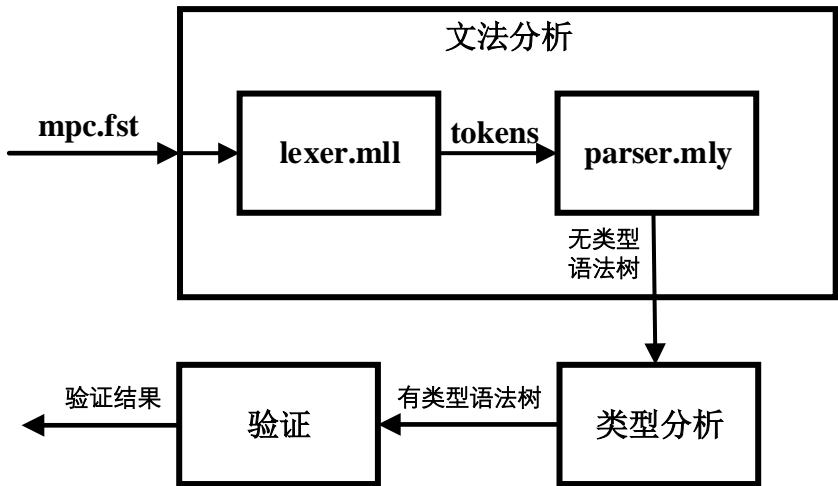 文法分析
mpc.fst
lexer.mll
tokens
parser.mly
无类型
语法树
验证结果
验证
有类型语法树
类型分析